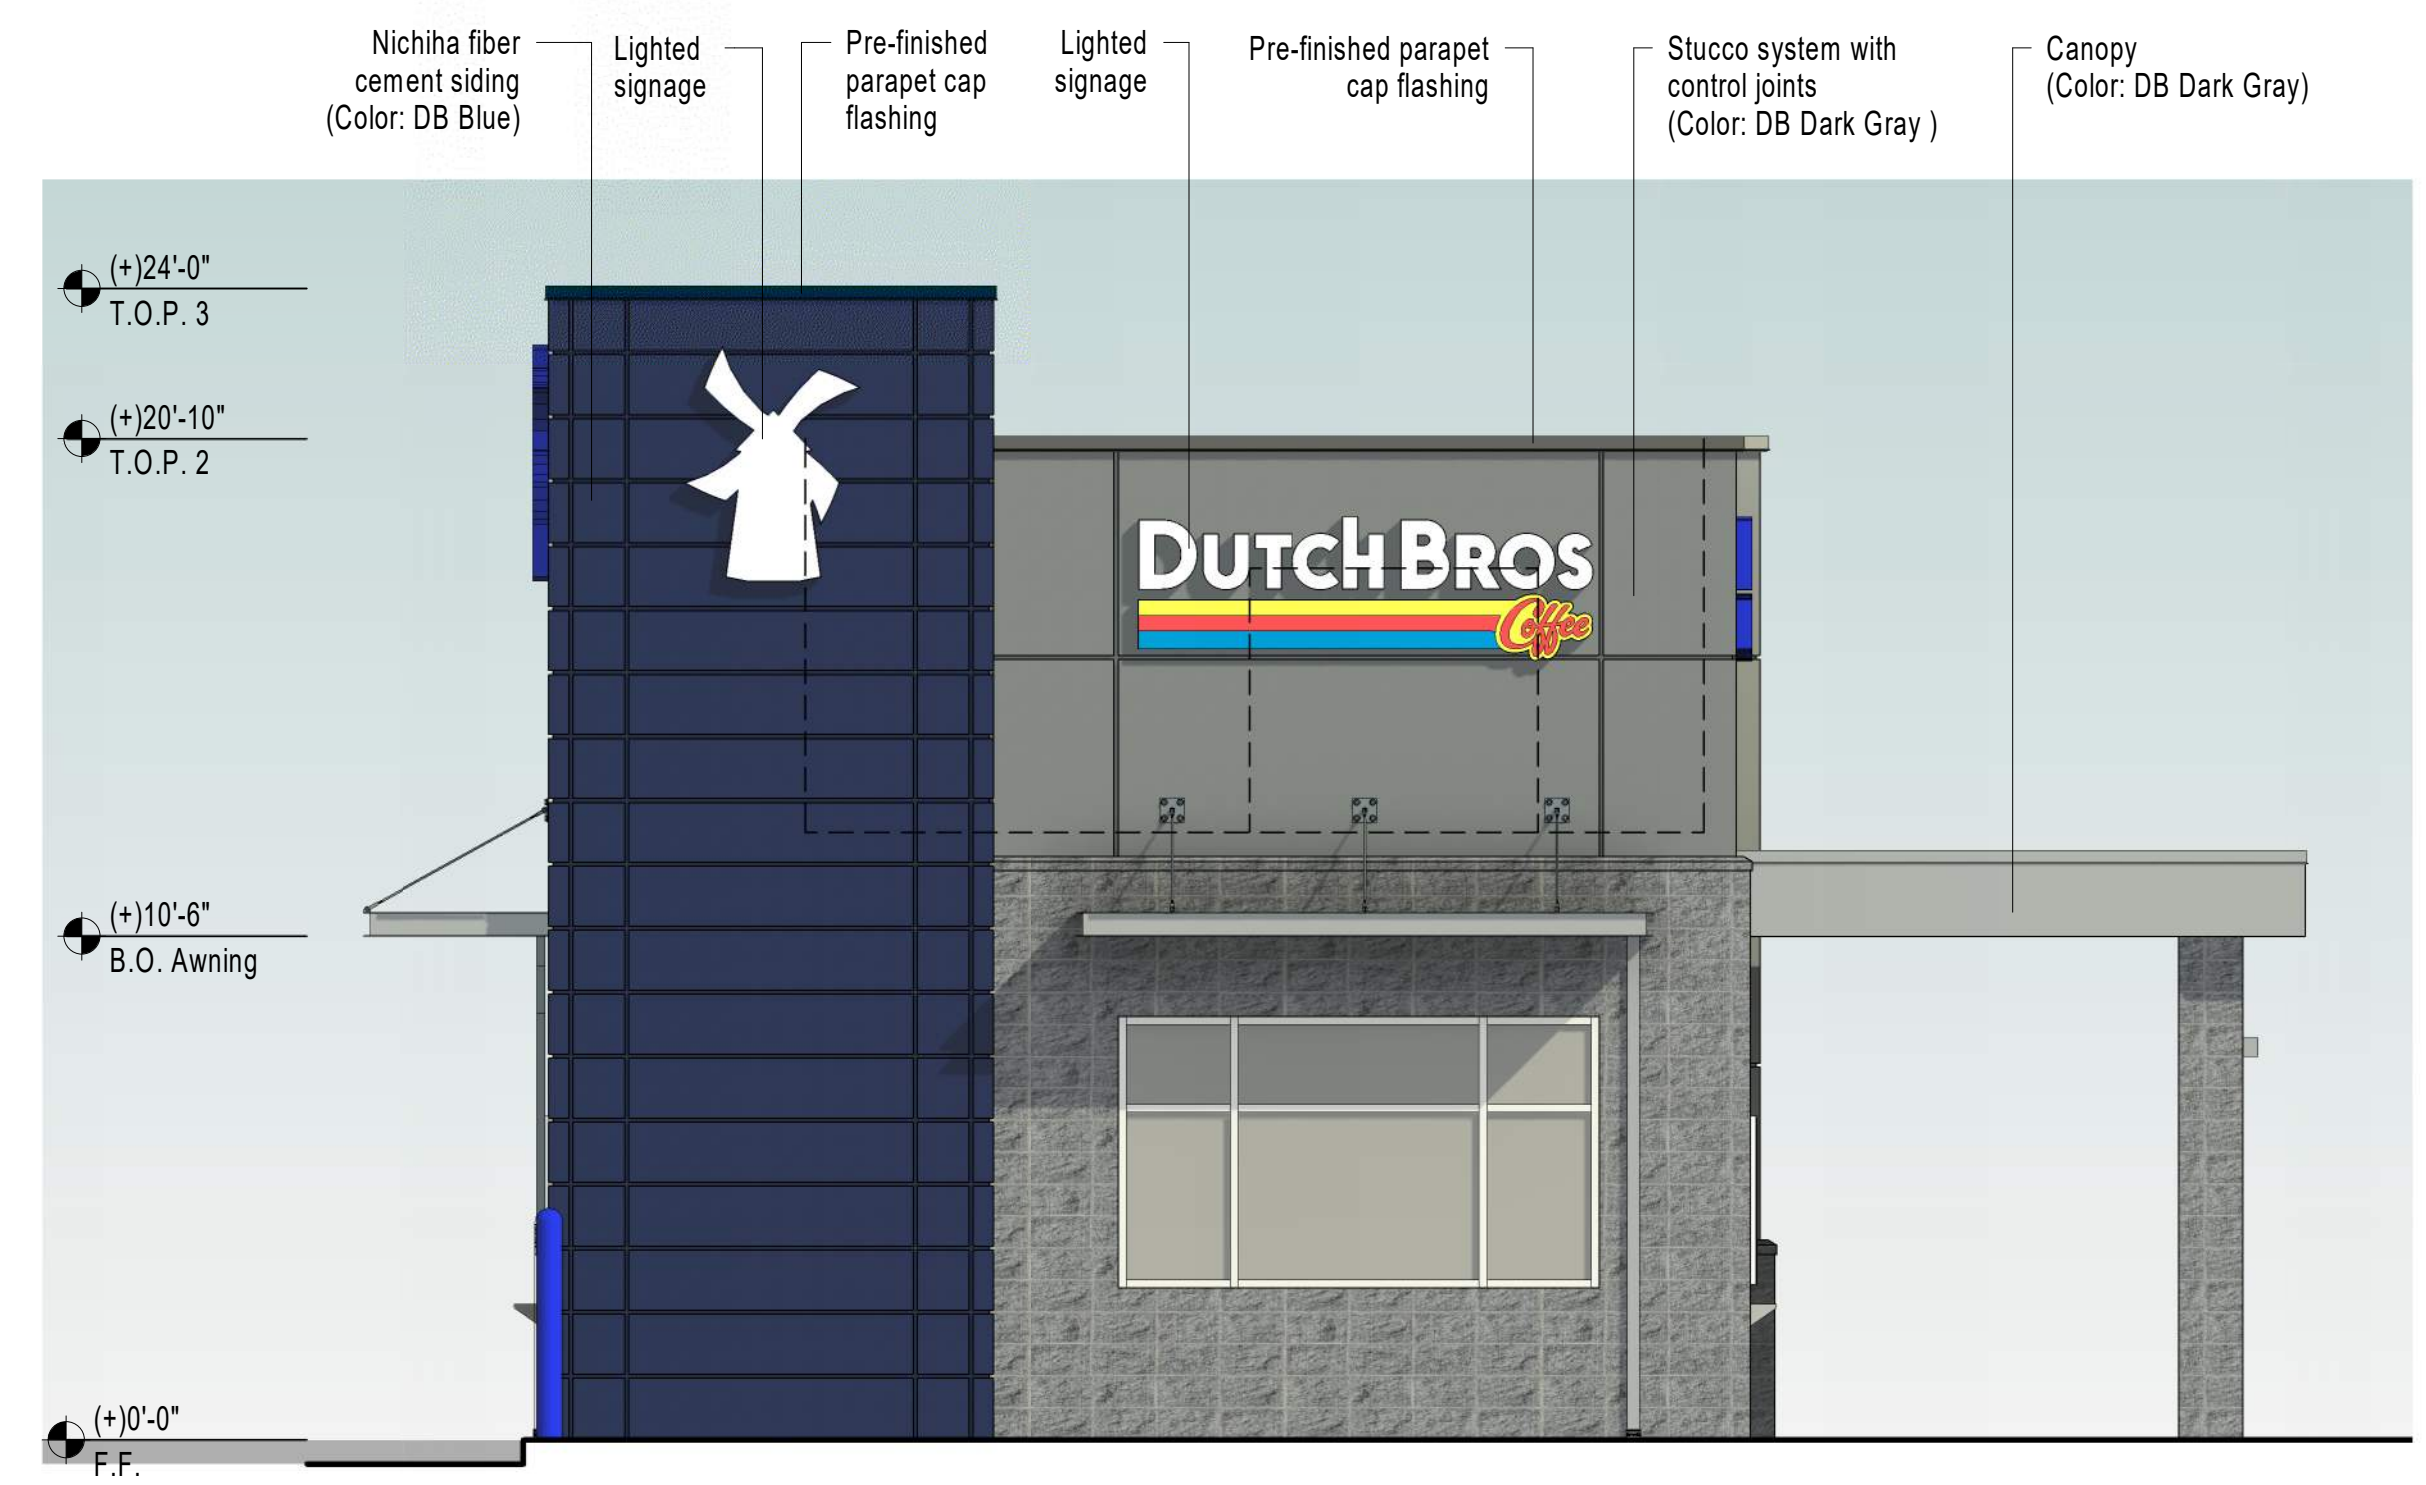 Nichiha fiber
cement siding
(Color: DB Blue)
Lighted
signage
Pre-finished
parapet cap
flashing
Lighted
signage
Pre-finished parapet
cap flashing
Stucco system with
control joints
(Color: DB Dark Gray )
Canopy
(Color: DB Dark Gray)
(+)24'-0"
T.O.P. 3
(+)20'-10"
T.O.P. 2
DUTCH BROS
Coffee
(+)10'-6"
B.O. Awning
(+)0'-0"
F.F.